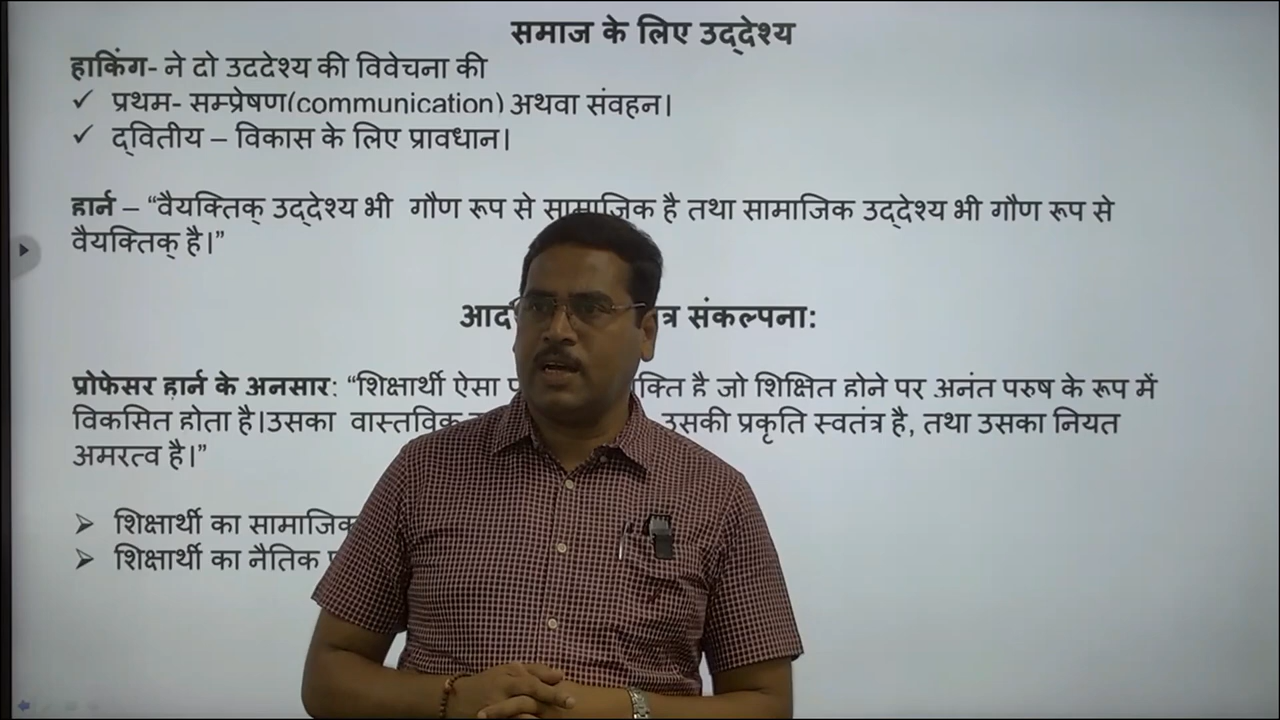 समाज के लिए उद्देश्य
हाकिंग- ने दो उददेश्य की विवेचना की
✓ प्रथम- सम्प्रेषण(communication) अथवा संवहन।
✓ द्वितीय – विकास के लिए प्रावधान।
हार्न – “वैयक्तिक् उद्देश्य भी गौण रूप से सामाजिक है तथा सामाजिक उद्देश्य भी गौण रूप से
वैयक्तिक् है।”
संकल्पना:
प्रोफेसर हार्न के अनसार: “शिक्षार्थी ऐसा है जो शिक्षित होने पर अनंत परुष के रूप में
विकसित होता है।उसका वास्तविक उसकी प्रकृति स्वतंत्र है, तथा उसका नियत
अमरत्व है।”
➢ शिक्षार्थी का सामाजिक
➢ शिक्षार्थी का नैतिक